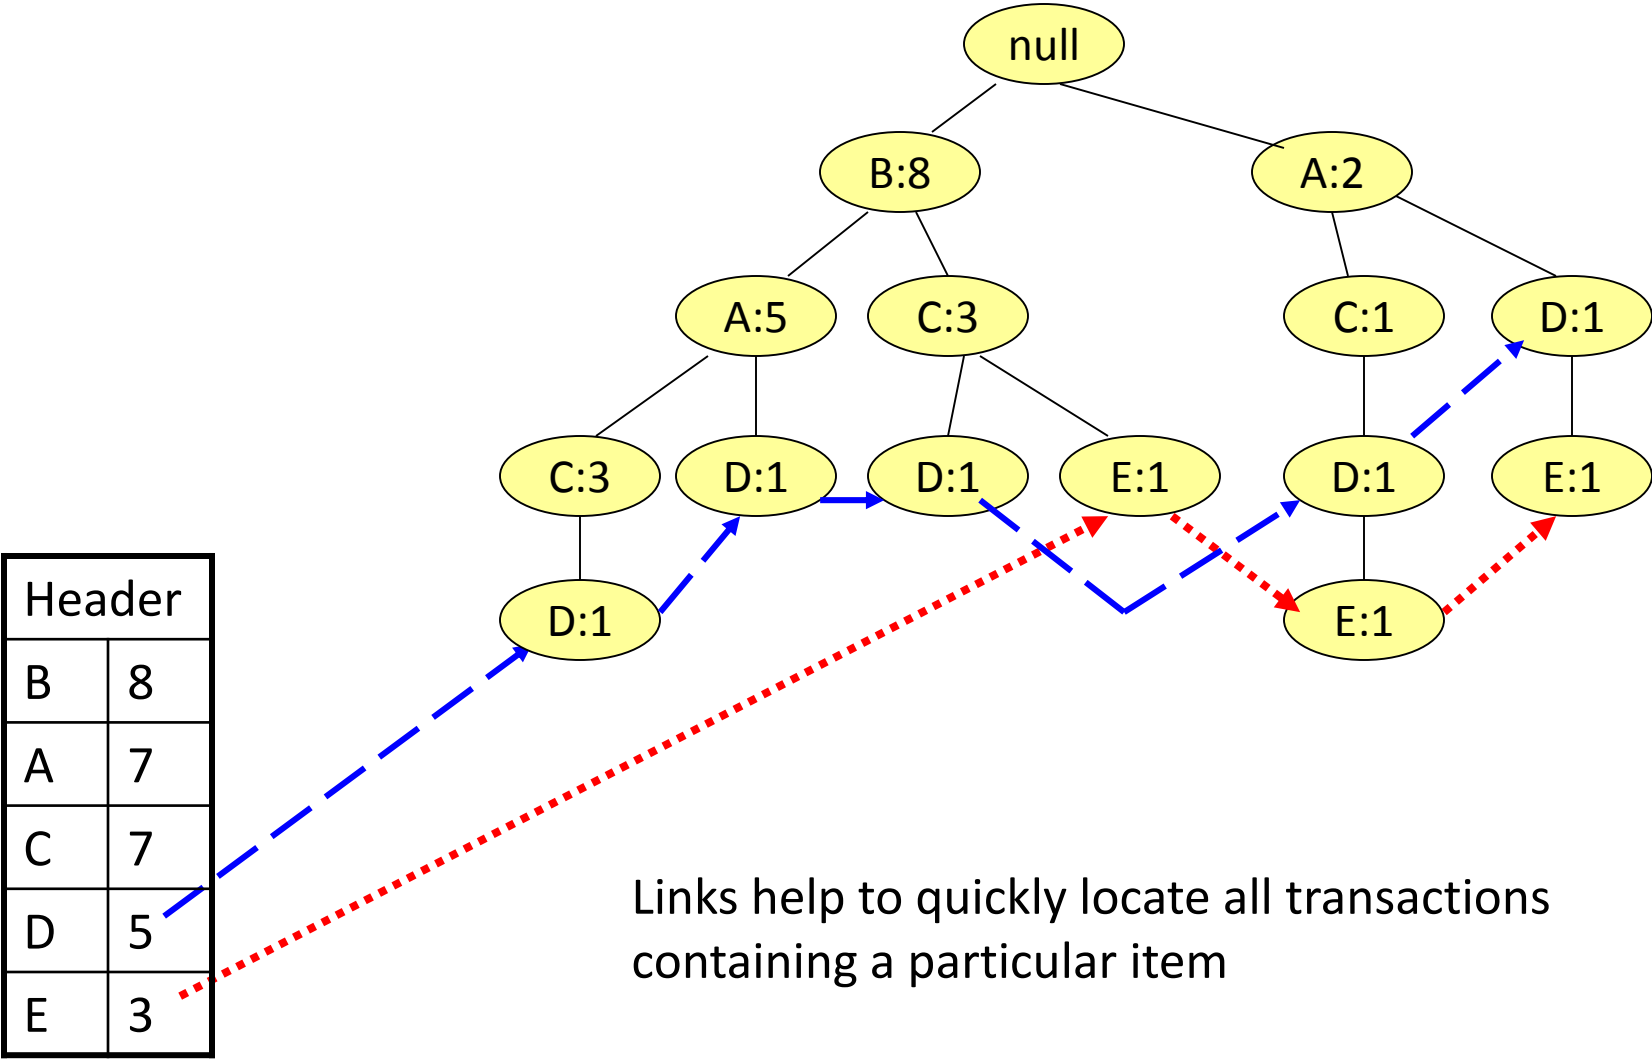 null
B:8
A:2
A:5
C:3
C:1
D:1
C:3
D:1
D:1
E:1
D:1
E:1
D:1
E:1
Header
B 8
A 7
C 7
D 5
E 3
Links help to quickly locate all transactions
containing a particular item